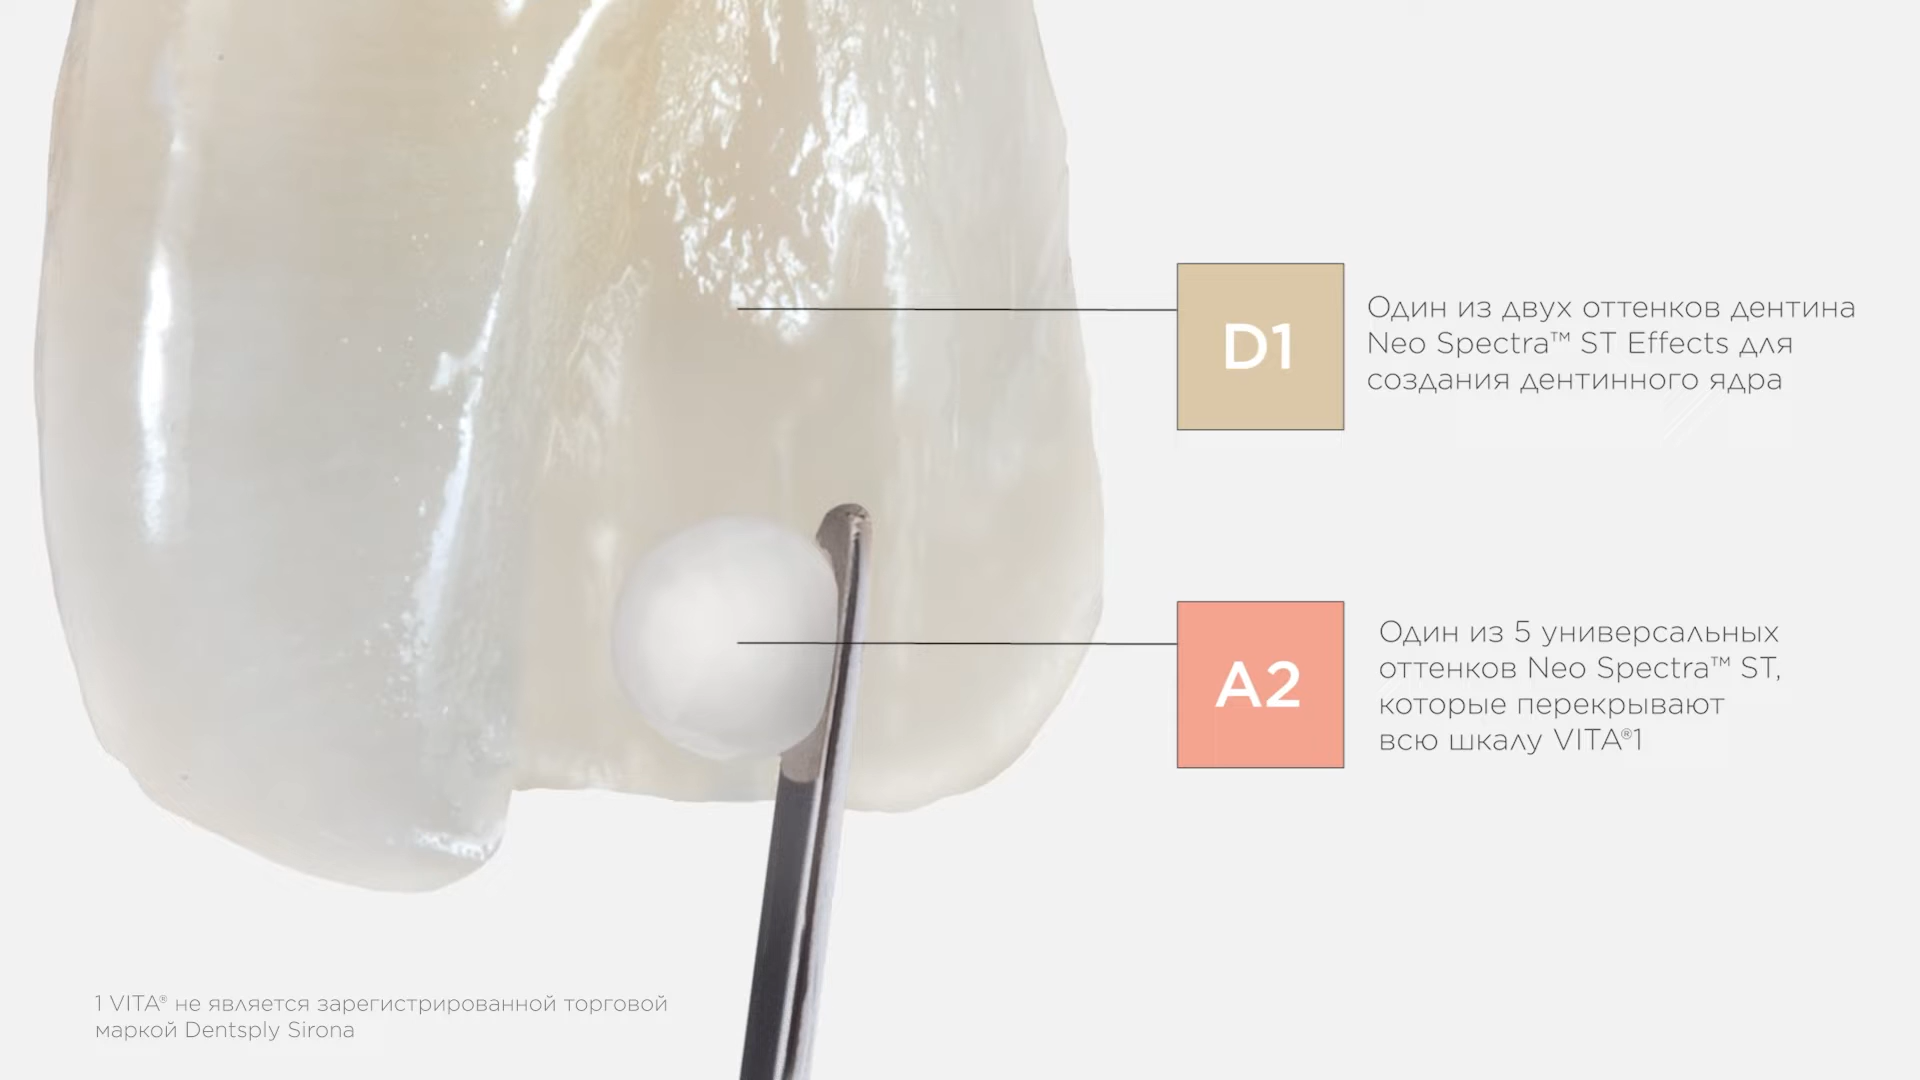 D1
Один из двух оттенков дентина
Neo Spectra™ ST Effects для
создания дентинного ядра
A2
Один из 5 универсальных
оттенков Neo Spectra™ ST,
которые перекрывают
всю шкалу VITA®1
1 VITA® не является зарегистрированной торговой
маркой Dentsply Sirona